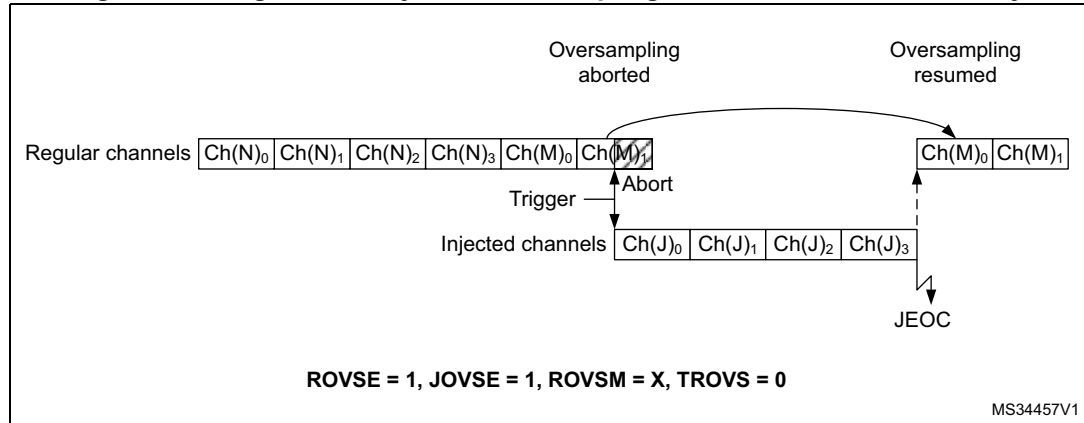 Oversampling aborted
Oversampling resumed
Regular channels Ch(N)₀ Ch(N)₁ Ch(N)₂ Ch(N)₃ Ch(M)₀ Ch(M)₁ Ch(M)₀ Ch(M)₁
Abort
Trigger
Injected channels Ch(J)₀ Ch(J)₁ Ch(J)₂ Ch(J)₃
JEOC
ROVSE = 1, JOVSE = 1, ROVSM = X, TROVS = 0
MS34457V1